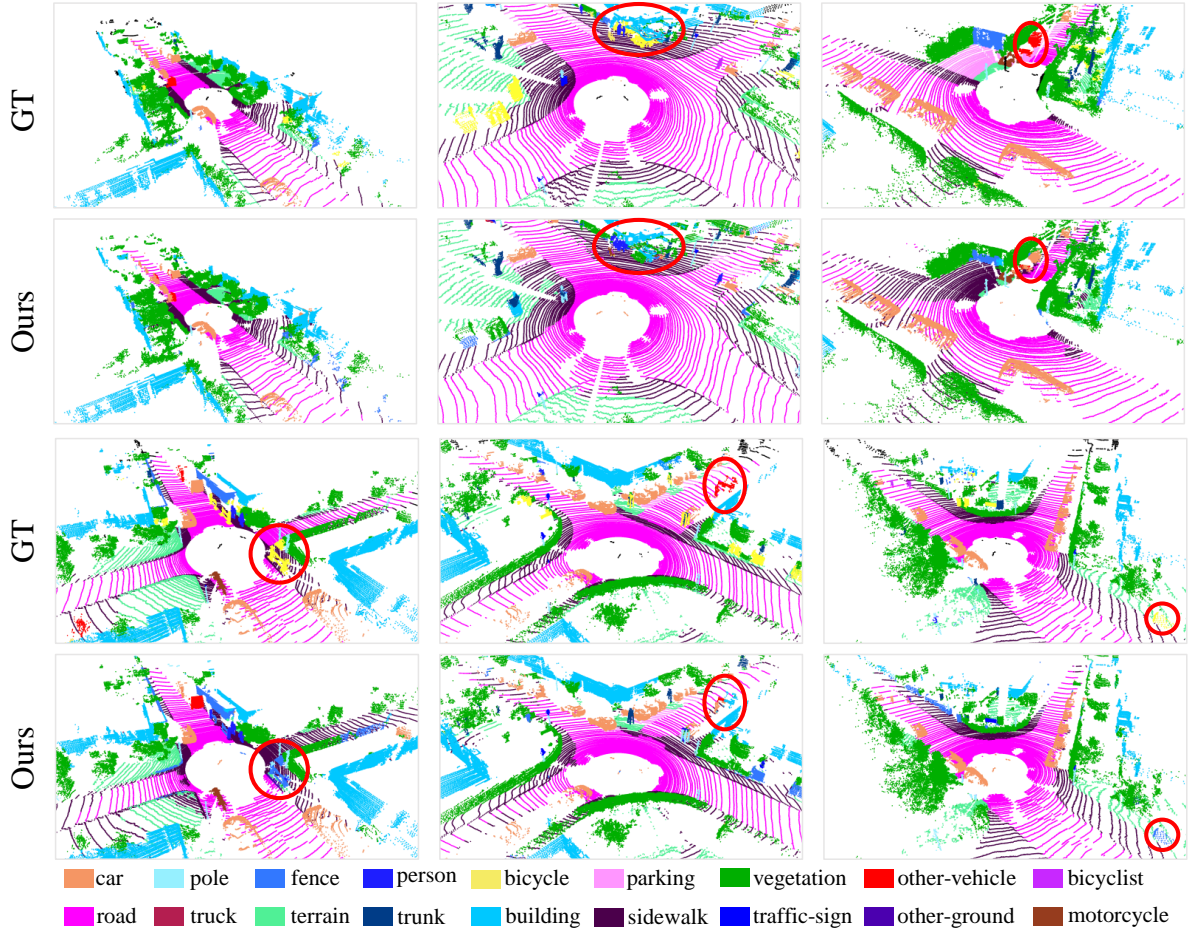 GT
Ours
GT
Ours
car pole fence person bicycle parking vegetation other-vehicle bicyclist
road truck terrain trunk building sidewalk traffic-sign other-ground motorcycle